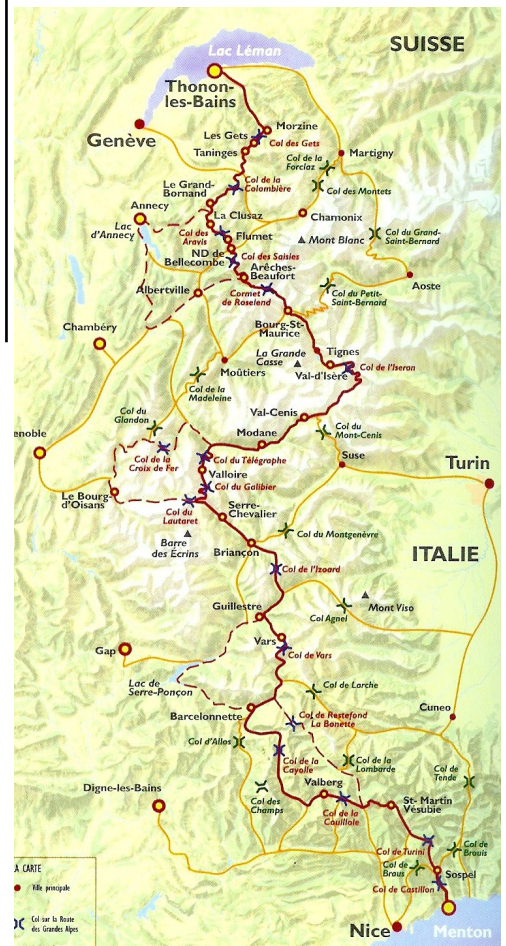 SUISSE
Lac Léman
Thonon-
les-Bains
Genève
Morzine
Les Gets
Col des Gets
Taninges
Martigny
Col de la
Forclaz
Col des Montets
Le Grand-
Bornand
Col de la
Colombière
Annecy
La Clusaz
Chamonix
Lac
d'Annecy
Col des
Aravis
Flumet
Mont Blanc
Col du Grand-
Saint-Bernard
ND de
Bellecombe
Col des Saisies
Arêches-
Beaufort
Aoste
Albertville
Cormet
de Roselend
Col du Petit-
Saint-Bernard
Bourg-St-
Maurice
Chambéry
La Grande
Casse
Tignes
Val-d'Isère
Col de l'Iseran
Moûtiers
Col de la
Madeleine
Val-Cenis
Col du
Glandon
Modane
Col du
Mont-Cenis
enoble
Col de la
Croix de Fer
Col du Télégraphe
Suse
Turin
Valloire
Col du Galibier
Le Bourg-
d'Oisans
Col du
Lautaret
Serre-
Chevalier
Barre
des Ecrins
Briançon
Col du Montgenèvre
ITALIE
Col de l'Izoard
Guillestre
Col Agnel
Mont Viso
Vars
Col de Vars
Gap
Lac de
Serre-Ponçon
Col de Larche
Barcelonnette
Col de Restefond
La Bonette
Cuneo
Col d'Allos
Col de la
Cayolle
Col de la
Lombarde
Col de
Tende
Digne-les-Bains
Valberg
Col des
Champs
Col de la
Couillole
St- Martin
Vésubie
Col de Turini
Col de
Brouis
Col de
Braus
Sospel
Col de Castillon
Nice
Menton
A CARTE
Ville principale
Col sur la Route
des Grandes Alpes